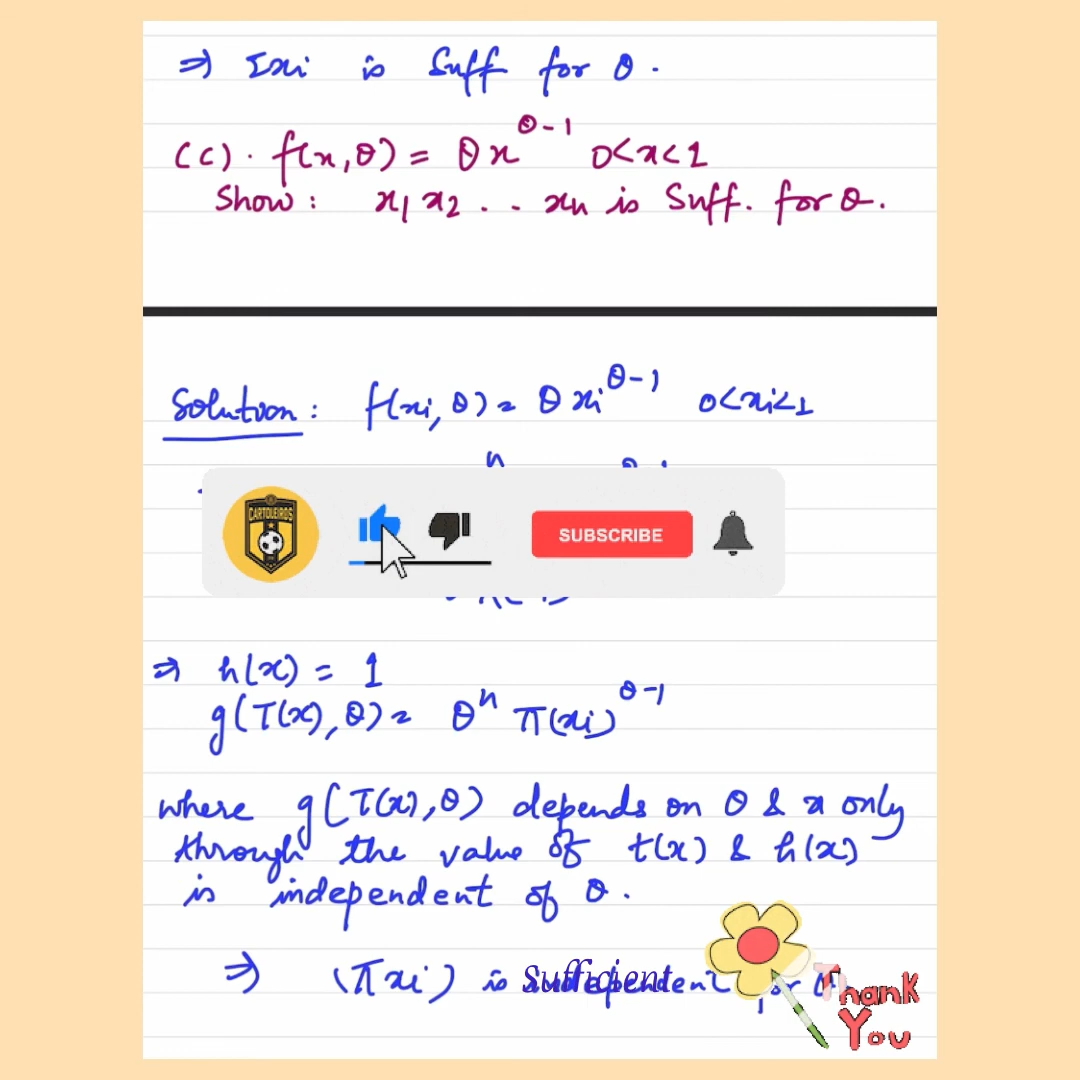 ⇒ Σxi is Suff for θ.
(c). f(x,θ) = θx^θ-1 0<x<1
Show: x1 x2 .. xn is Suff. for θ.
Solution: f(xi, θ) = θ xi^θ-1 0<xi<1
n
CARTOLEIROS
SUBSCRIBE
⇒ h(x) = 1
g(T(x), θ) = θ^n π(xi)^θ-1
where g(T(x),θ) depends on θ & x only
through the value of t(x) & h(x)
is independent of θ.
⇒ (πxi) is Sufficient for θ
Thank
You